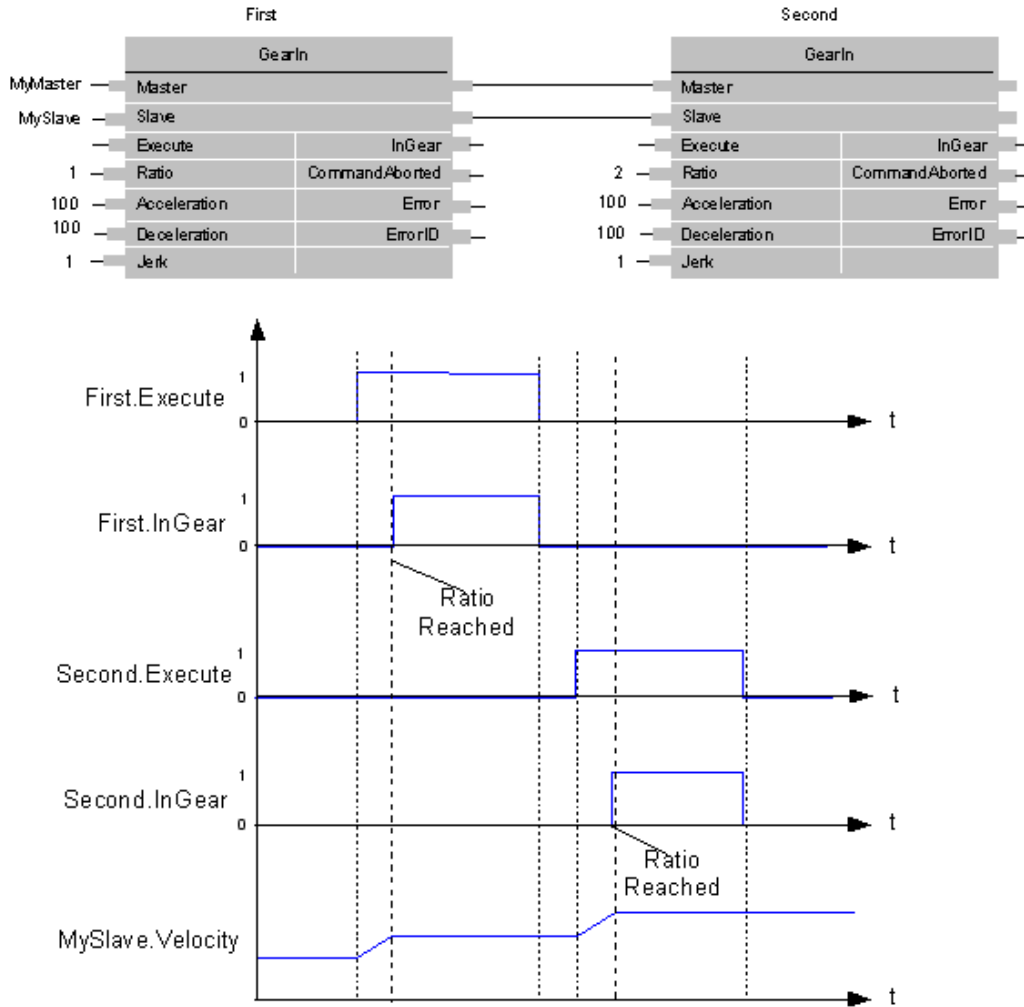 First
Second
GearIn
GearIn
MyMaster
Master
Master
MySlave
Slave
Slave
Execute
InGear
Execute
InGear
1
Ratio
CommandAborted
2
Ratio
CommandAborted
100
Acceleration
Error
100
Acceleration
Error
100
Deceleration
ErrorID
100
Deceleration
ErrorID
1
Jerk
1
Jerk
1
First.Execute
0
t
1
First.InGear
0
t
Ratio
Reached
1
Second.Execute
0
t
1
Second.InGear
0
t
Ratio
Reached
MySlave.Velocity
t